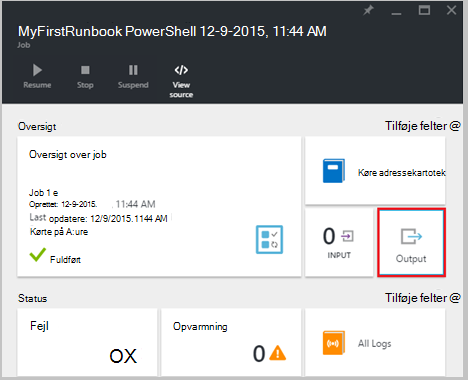 MyFirstRunbook PowerShell 12-9-2015, 11:44 AM
Job
Resume
Stop
Suspend
View source
Oversigt
Tilføje felter @
Oversigt over job
Job 1 e
Oprettet: 12-9-2015. 11:44 AM
Last opdatere: 12/9/2015.1144 AM
Kørte på A:ure
Fuldført
Køre adressekartotek
0
INPUT
Output
Status
Tilføje felter @
Fejl
OX
Opvarmning
0
All Logs